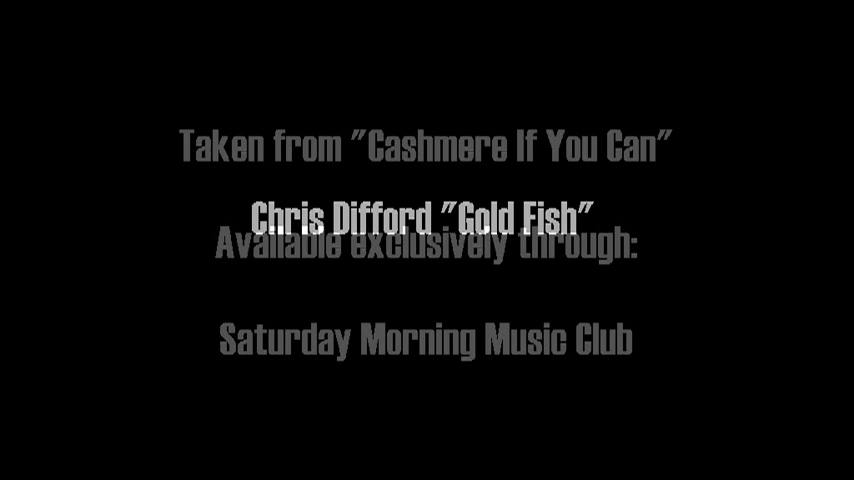 Taken from "Cashmere If You Can"
Chris Difford "Gold Fish"
Available exclusively through:
Saturday Morning Music Club